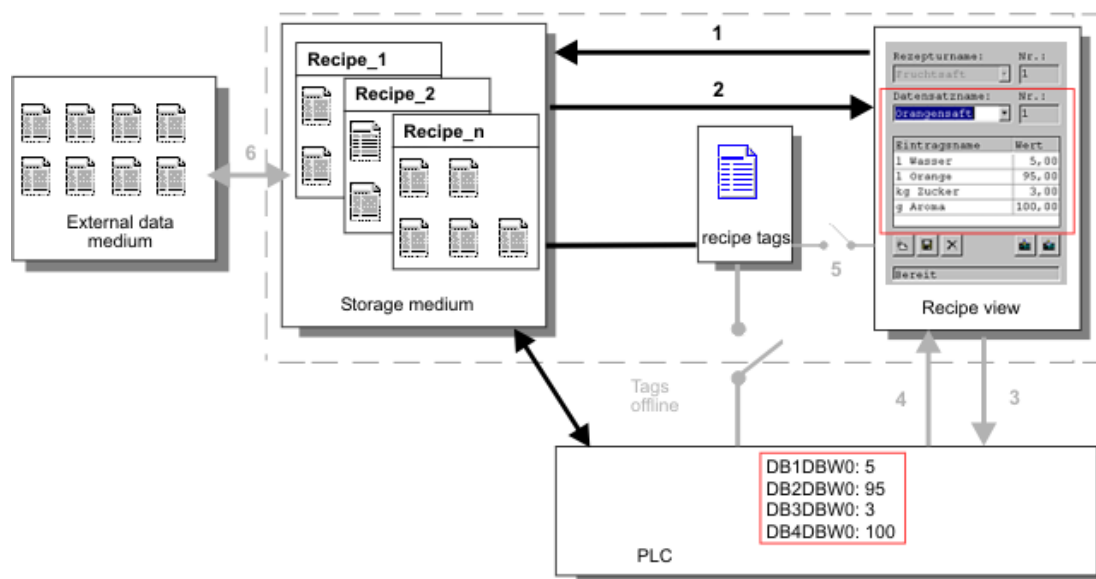 1
Recipe_1
Recipe_2
Recipe_n
Storage medium
2
6
External data
medium
recipe tags
5
Rezepturname:
Nr.:
Fruchtsaft
1
Datensatzname:
Nr.:
Orangensaft
1
Eintragsname
Wert
l Wasser
5,00
l Orange
95,00
kg Zucker
3,00
g Aroma
100,00
Bereit
Recipe view
Tags
offline
4
3
DB1DBW0: 5
DB2DBW0: 95
DB3DBW0: 3
DB4DBW0: 100
PLC